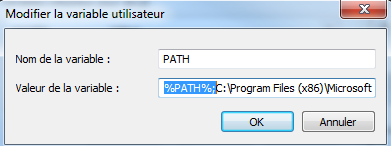 Modifier la variable utilisateur
Nom de la variable : PATH
Valeur de la variable : %PATH%;C:\Program Files (x86)\Microsoft
OK Annuler